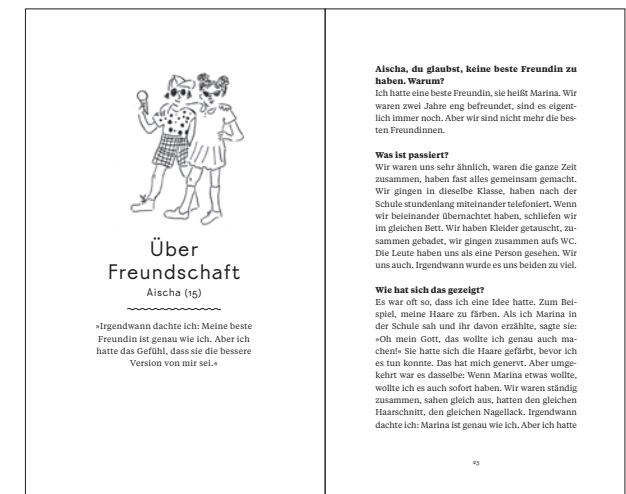 Über
Freundschaft
Aischa (15)
»Irgendwann dachte ich: Meine beste
Freundin ist genau wie ich. Aber ich
hatte das Gefühl, dass sie die bessere
Version von mir sei.«
Aischa, du glaubst, keine beste Freundin zu
haben. Warum?
Ich hatte eine beste Freundin, sie heißt Marina. Wir
waren zwei Jahre eng befreundet, sind es eigent-
lich immer noch. Aber wir sind nicht mehr die bes-
ten Freundinnen.
Was ist passiert?
Wir waren uns sehr ähnlich, waren die ganze Zeit
zusammen, haben fast alles gemeinsam gemacht.
Wir gingen in dieselbe Klasse, haben nach der
Schule stundenlang miteinander telefoniert. Wenn
wir beieinander übernachtet haben, schliefen wir
im gleichen Bett. Wir haben Kleider getauscht, zu-
sammen gebadet, wir gingen zusammen aufs WC.
Die Leute haben uns als eine Person gesehen. Wir
uns auch. Irgendwann wurde es uns beiden zu viel.
Wie hat sich das gezeigt?
Es war oft so, dass ich eine Idee hatte. Zum Bei-
spiel, meine Haare zu färben. Als ich Marina in
der Schule sah und ihr davon erzählte, sagte sie:
»Oh mein Gott, das wollte ich genau auch ma-
chen!« Sie hatte sich die Haare gefärbt, bevor ich
es tun konnte. Das hat mich genervt. Aber umge-
kehrt war es dasselbe: Wenn Marina etwas wollte,
wollte ich es auch sofort haben. Wir waren ständig
zusammen, sahen gleich aus, hatten den gleichen
Haarschnitt, den gleichen Nagellack. Irgendwann
dachte ich: Marina ist genau wie ich. Aber ich hatte
23